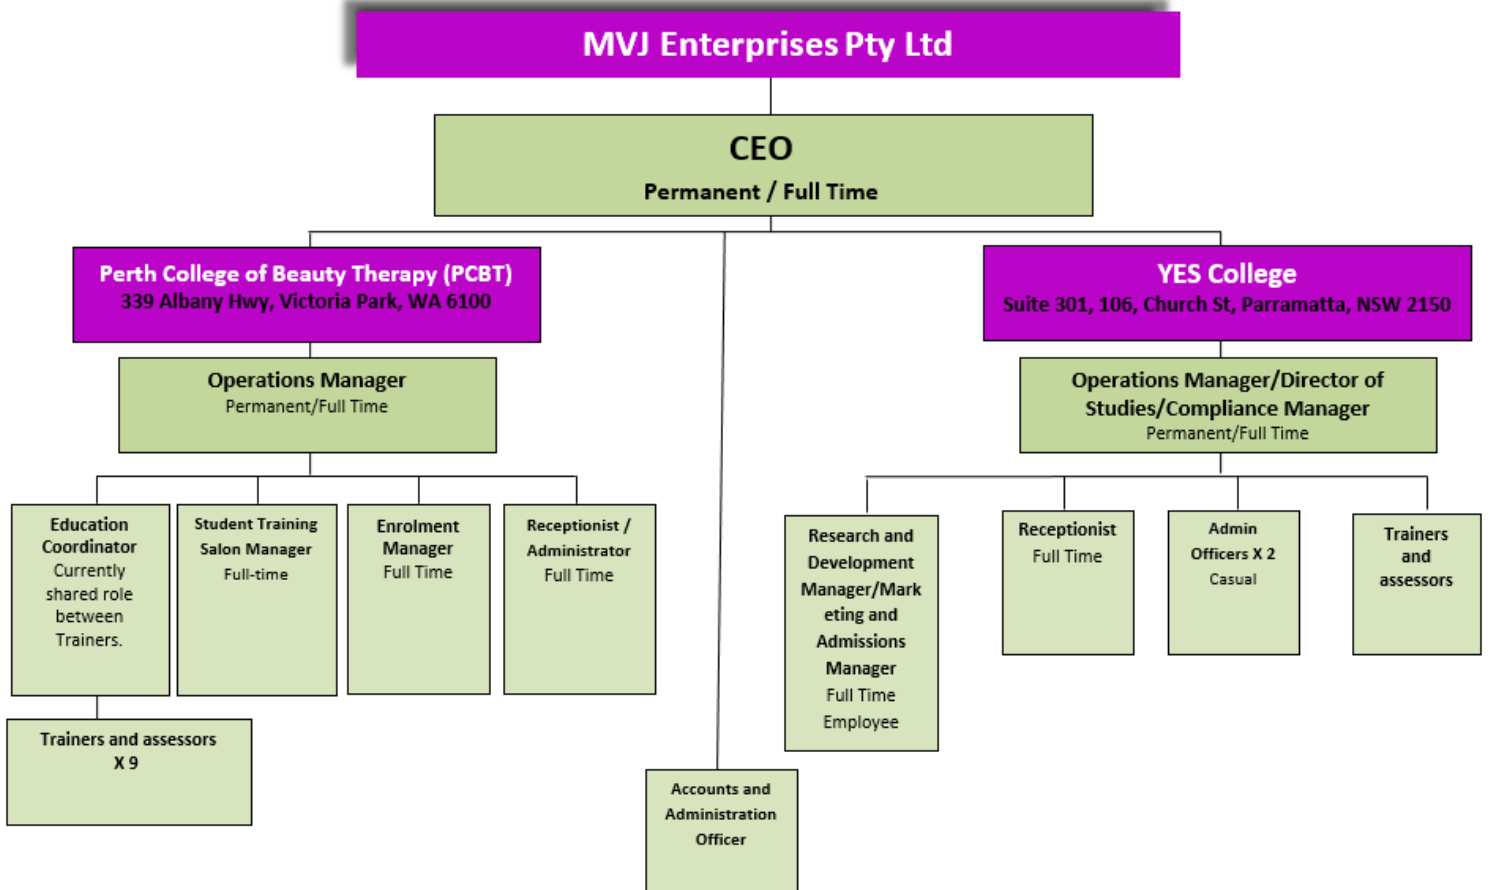 MVJ Enterprises Pty Ltd
CEO
Permanent / Full Time
Perth College of Beauty Therapy (PCBT)
339 Albany Hwy, Victoria Park, WA 6100
YES College
Suite 301, 106, Church St, Parramatta, NSW 2150
Operations Manager
Permanent/Full Time
Operations Manager/Director of
Studies/Compliance Manager
Permanent/Full Time
Education
Coordinator
Currently
shared role
between
Trainers.
Student Training
Salon Manager
Full-time
Enrolment
Manager
Full Time
Receptionist /
Administrator
Full Time
Research and
Development
Manager/Mark
eting and
Admissions
Manager
Full Time
Employee
Receptionist
Full Time
Admin
Officers X 2
Casual
Trainers
and
assessors
Trainers and assessors
X 9
Accounts and
Administration
Officer